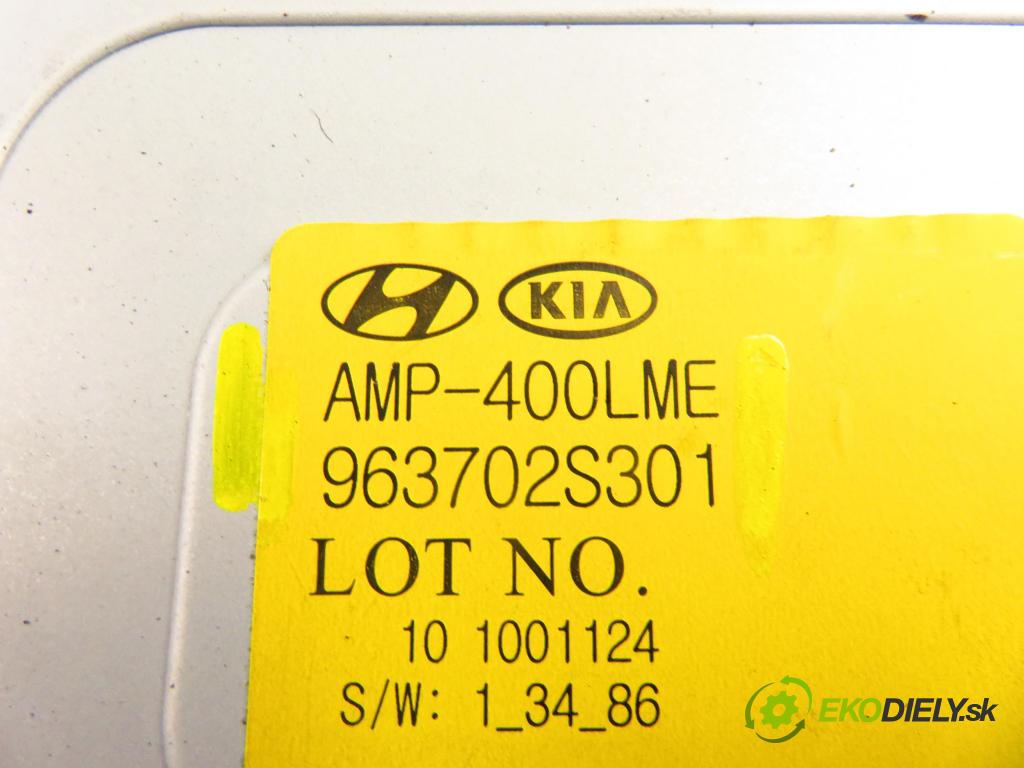 KIA
AMP-400LME
963702S301
LOT NO.
10 1001124
S/W: 1_34_86
EKODIELY.sk